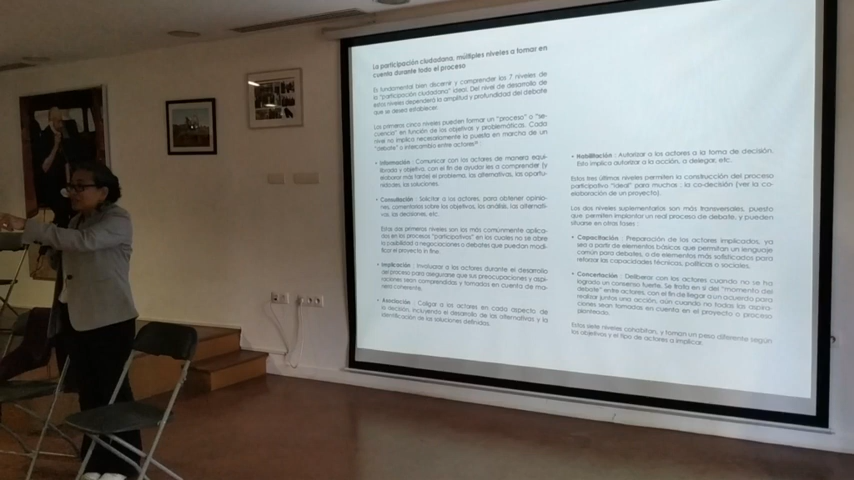 La participación ciudadana, múltiples niveles a tomar en
cuenta durante todo el proceso
Es fundamental bien discernir y comprender los 7 niveles de
la "participación ciudadana" ideal. Del nivel de desarrollo de
estos niveles dependerá la amplitud y profundidad del debate
que se desea establecer.
Los primeros cinco niveles pueden formar un "proceso" o "se-
cuencia" en función de los objetivos y problemáticas. Cada
nivel no implica necesariamente la puesta en marcha de un
"debate" o intercambio entre actores
• Información : Comunicar con los actores de manera equi-
librada y objetiva, con el fin de ayudar les a comprender (y
elaborar más tarde) el problema, las alternativas, las oportu-
nidades, las soluciones.
• Consultación : Solicitar a los actores, para obtener opinio-
nes, comentarios sobre los objetivos, los análisis, las alternati-
vas, las decisiones, etc.
Estos dos primeros niveles son los más comúnmente aplica-
dos en los procesos "participativos" en los cuales no se abre
la posibilidad a negociaciones o debates que puedan modi-
ficar el proyecto in fine.
• Implicación : Involucrar a los actores durante el desarrollo
del proceso para asegurarse que sus preocupaciones y aspi-
raciones sean comprendidas y tomadas en cuenta de ma-
nera coherente.
• Asociación : Coligar a los actores en cada aspecto de
la decisión, incluyendo el desarrollo de las alternativas y la
identificación de las soluciones definidas.
• Habilitación : Autorizar a los actores a la toma de decisión.
Esto implica autorizar a la acción, a delegar, etc.
Estos tres últimos niveles permiten la construcción del proceso
participativo "ideal" para muchos : la co-decisión (ver la co-
elaboración de un proyecto).
Los dos niveles suplementarios son más transversales, puesto
que permiten implantar un real proceso de debate, y pueden
situarse en otras fases :
• Capacitación : Preparación de los actores implicados, ya
sea a partir de elementos básicos que permitan un lenguaje
común para debates, o de elementos más sofisticados para
reforzar las capacidades técnicas, políticas o sociales.
• Concertación : Deliberar con los actores cuando no se ha
logrado un consenso fuerte. Se trata en sí del "momento del
debate" entre actores, con el fin de llegar a un acuerdo para
realizar juntos una acción, aún cuando no todas las aspira-
ciones sean tomadas en cuenta en el proyecto o proceso
planteado.
Estos siete niveles cohabitan, y toman un peso diferente según
los objetivos y el tipo de actores a implicar.